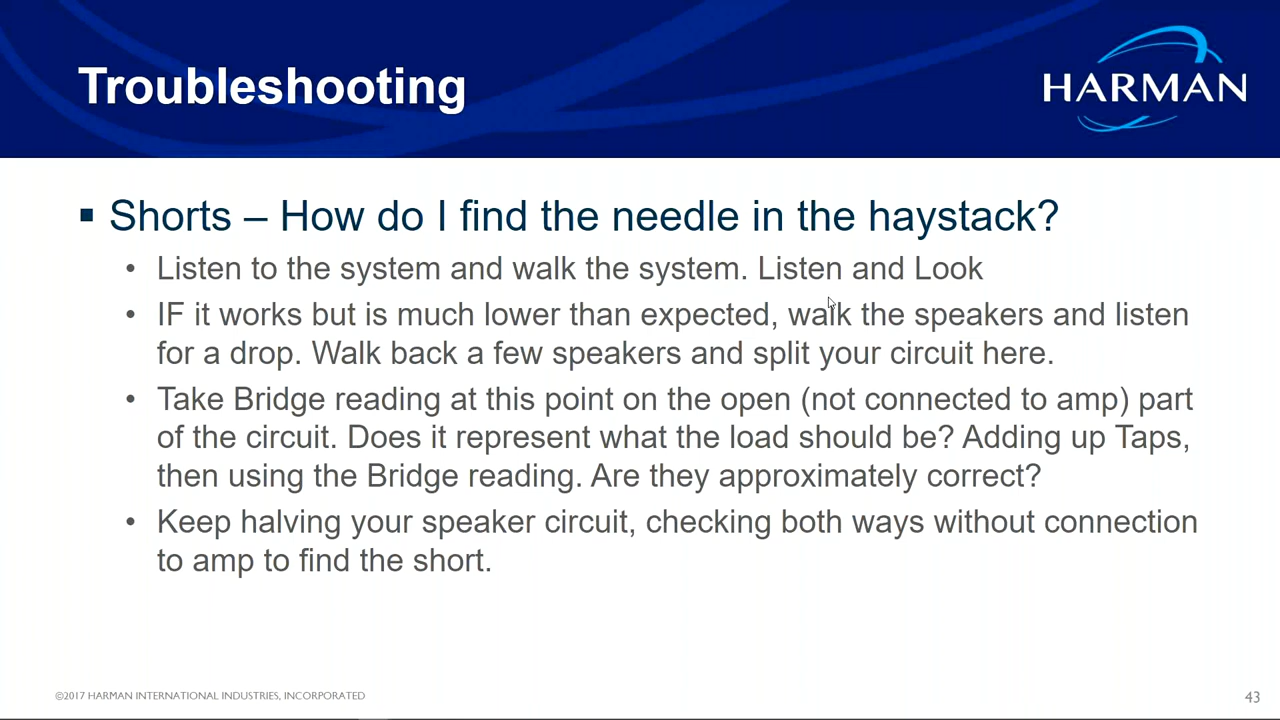 Troubleshooting
HARMAN
▪ Shorts – How do I find the needle in the haystack?
• Listen to the system and walk the system. Listen and Look
• IF it works but is much lower than expected, walk the speakers and listen
for a drop. Walk back a few speakers and split your circuit here.
• Take Bridge reading at this point on the open (not connected to amp) part
of the circuit. Does it represent what the load should be? Adding up Taps,
then using the Bridge reading. Are they approximately correct?
• Keep halving your speaker circuit, checking both ways without connection
to amp to find the short.
©2017 HARMAN INTERNATIONAL INDUSTRIES, INCORPORATED
43